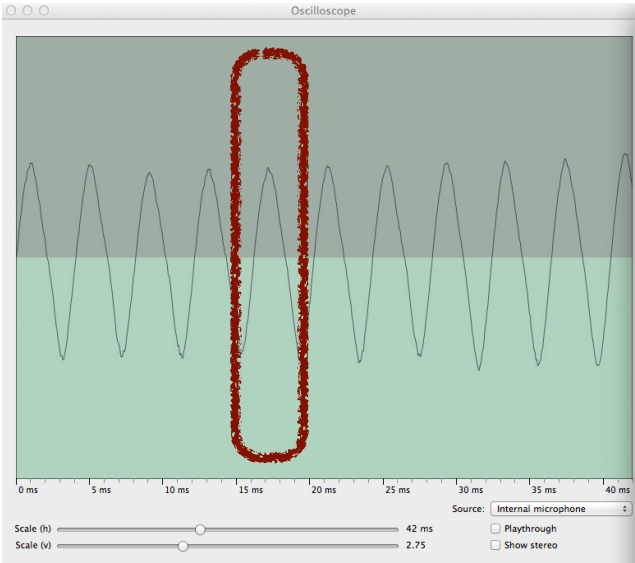 Oscilloscope
0 ms 5 ms 10 ms 15 ms 20 ms 25 ms 30 ms 35 ms 40 ms
Source: Internal microphone
Scale (h) 42 ms Playthrough
Scale (v) 2.75 Show stereo